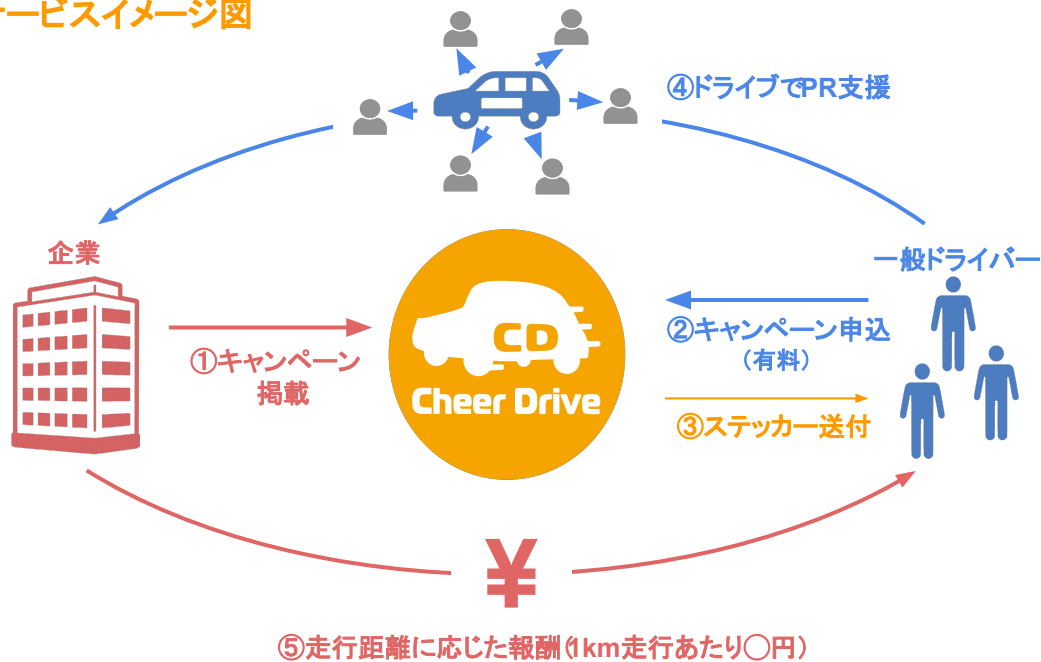 ービスイメージ図
④ドライブでPR支援
企業
一般ドライバー
CD
Cheer Drive
①キャンペーン
掲載
②キャンペーン申込
（有料）
③ステッカー送付
¥
⑤走行距離に応じた報酬（1km走行あたり◯円）